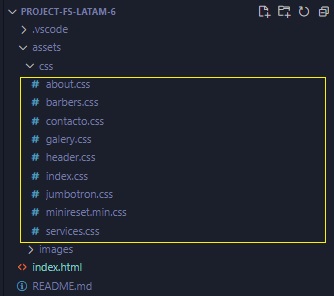 PROJECT-FS-LATAM-6
.vscode
assets
css
# about.css
# barbers.css
# contacto.css
# galery.css
# header.css
# index.css
# jumbotron.css
# minireset.min.css
# services.css
images
index.html
README.md